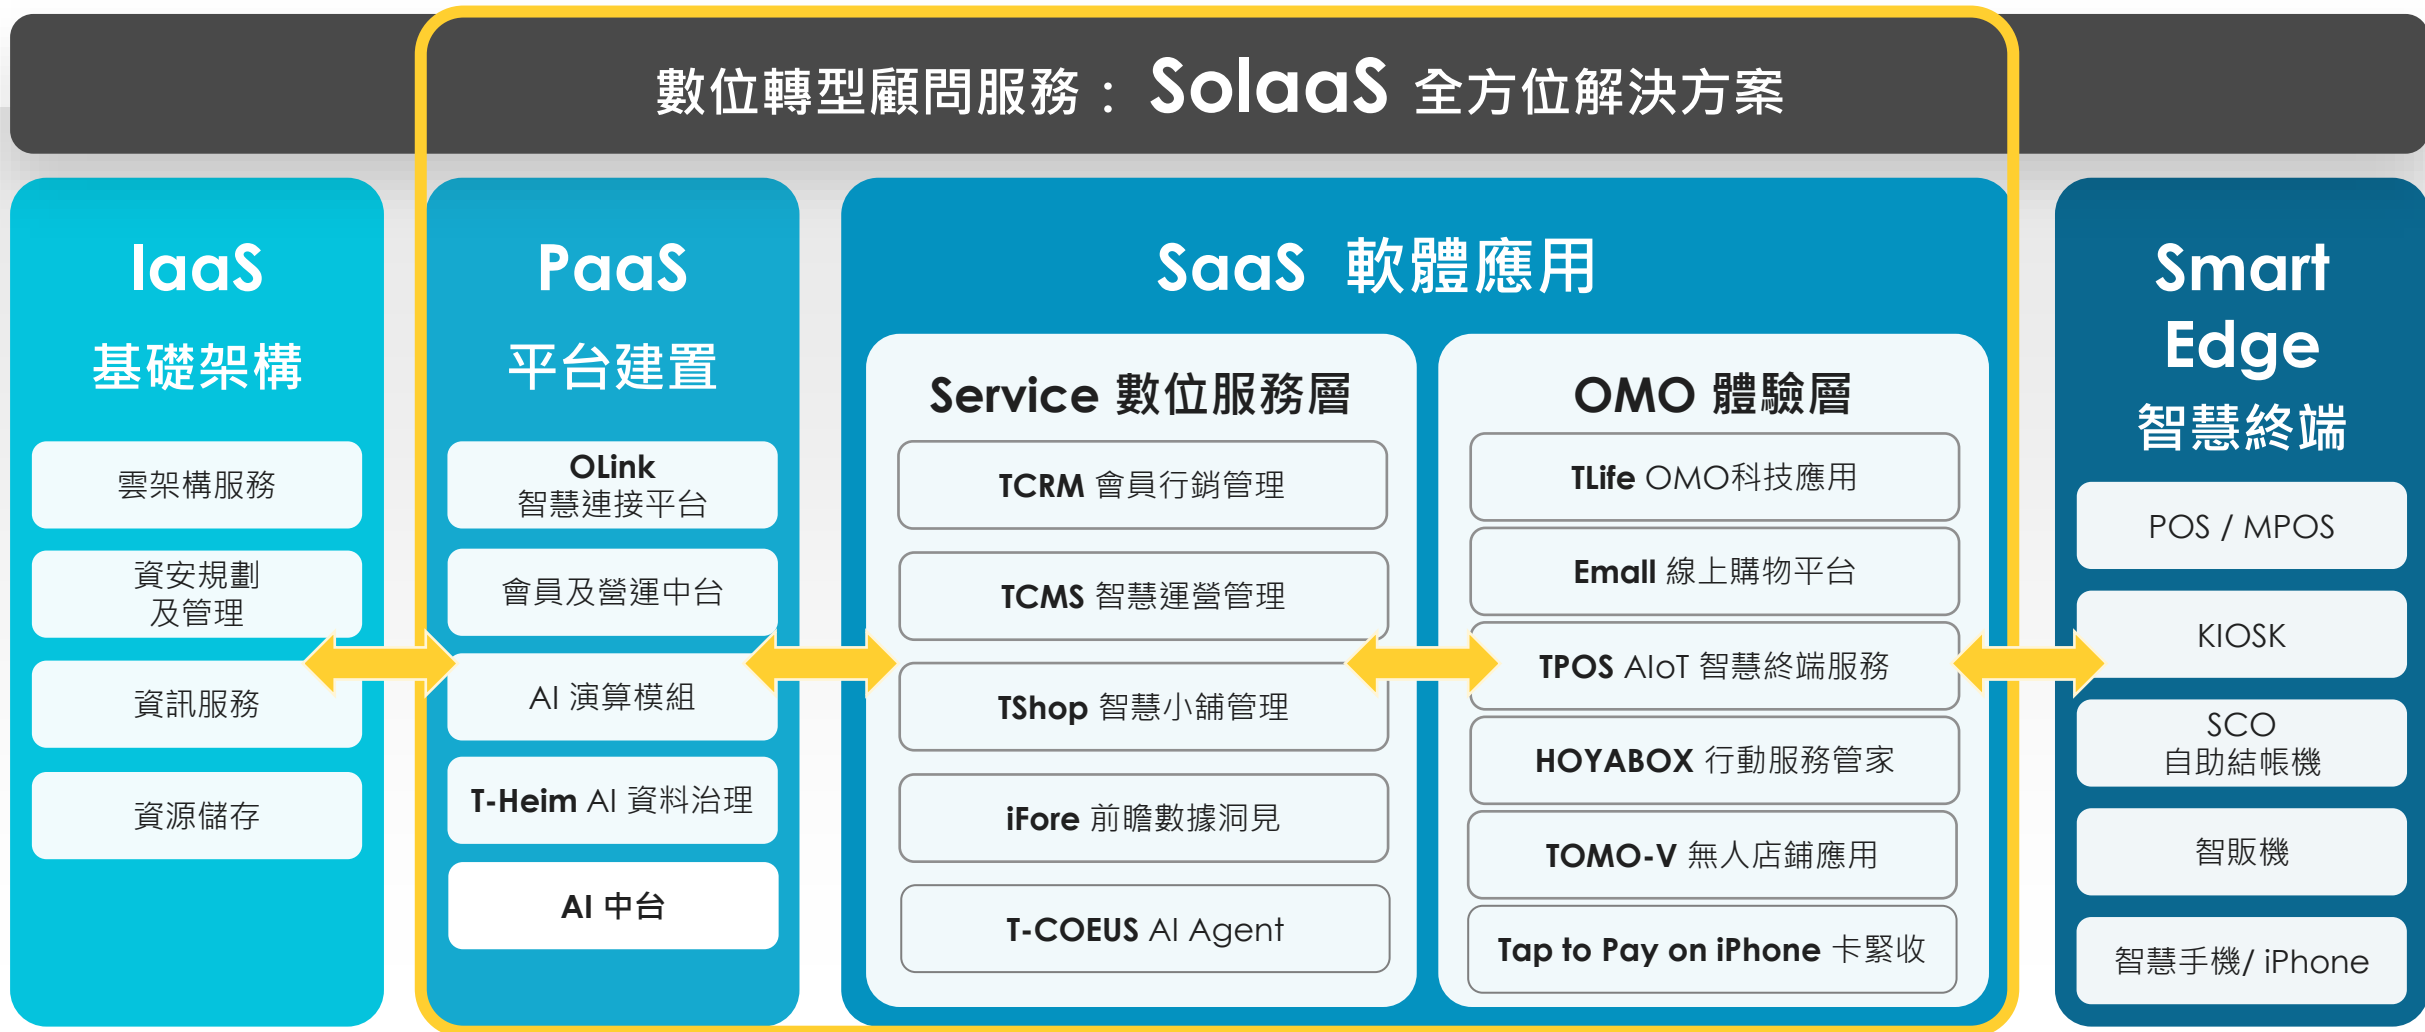 數位轉型顧問服務： SolaaS 全方位解決方案
IaaS
基礎架構
雲架構服務
資安規劃
及管理
資訊服務
資源儲存
PaaS
平台建置
OLink
智慧連接平台
會員及營運中台
AI 演算模組
T-Heim AI 資料治理
AI 中台
SaaS 軟體應用
Service 數位服務層
TCRM 會員行銷管理
TCMS 智慧運營管理
TShop 智慧小舖管理
iFore 前瞻數據洞見
T-COEUS AI Agent
OMO 體驗層
TLife OMO科技應用
Emall 線上購物平台
TPOS AIoT 智慧終端服務
HOYABOX 行動服務管家
TOMO-V 無人店鋪應用
Tap to Pay on iPhone 卡緊收
Smart
Edge
智慧終端
POS / MPOS
KIOSK
SCO
自助結帳機
智販機
智慧手機/ iPhone